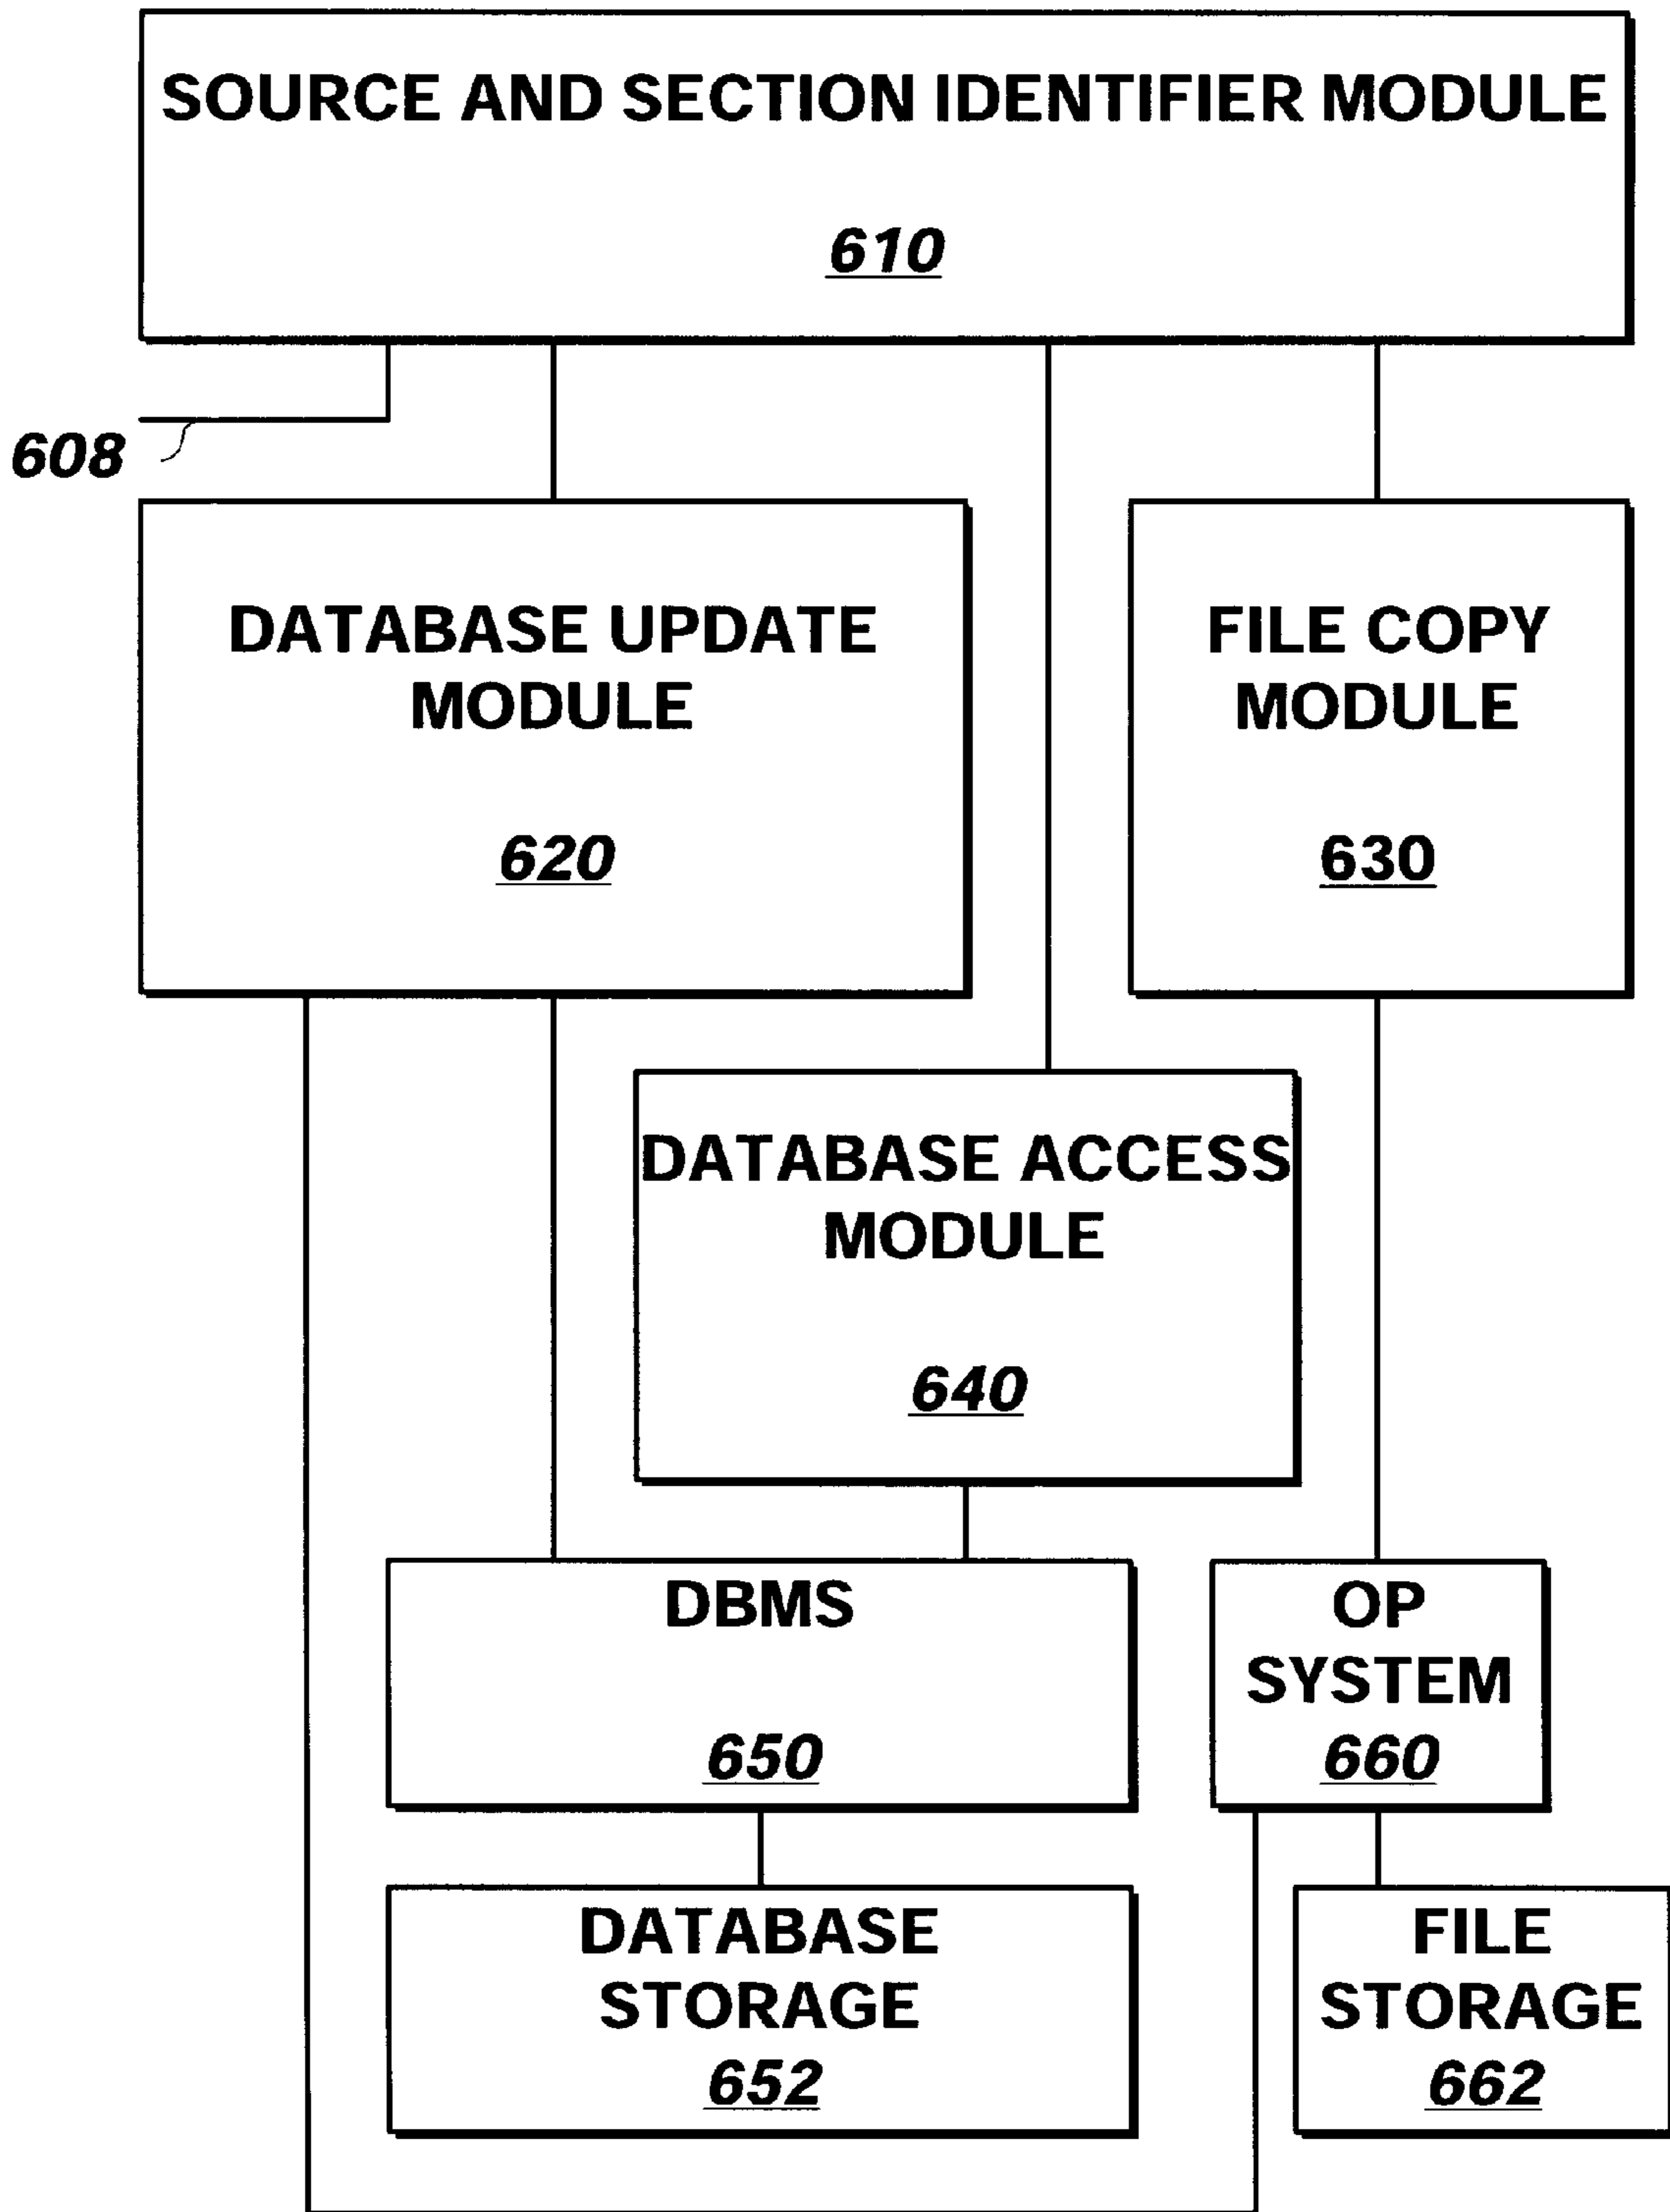 SOURCE AND SECTION IDENTIFIER MODULE
610
608
DATABASE UPDATE
MODULE
620
FILE COPY
MODULE
630
DATABASE ACCESS
MODULE
640
DBMS
650
OP
SYSTEM
660
DATABASE
STORAGE
652
FILE
STORAGE
662